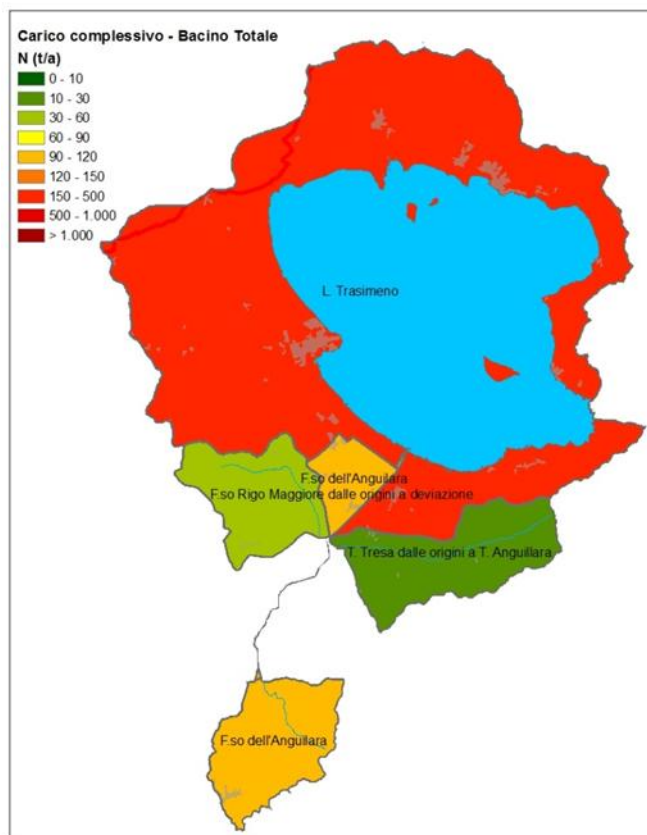 Carico complessivo - Bacino Totale
N (t/a)
0 - 10
10 - 30
30 - 60
60 - 90
90 - 120
120 - 150
150 - 500
500 - 1.000
> 1.000
L. Trasimeno
F.so dell'Anguillara
F.so Rigo Maggiore dalle origini a deviazione
T. Tresa dalle origini a T. Anguillara
F.so dell'Anguillara